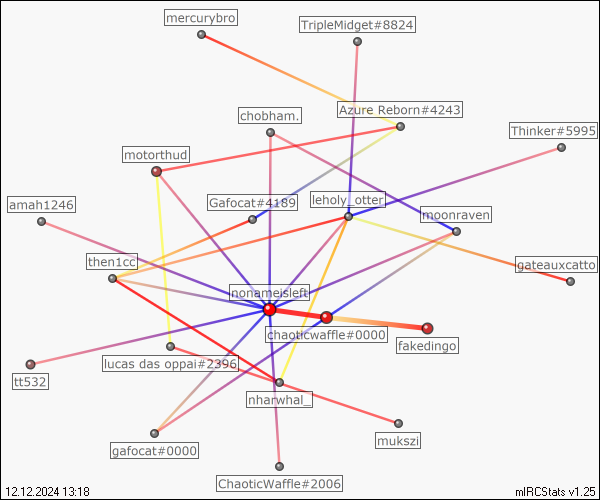 mercurybro
TripleMidget#8824
Azure Reborn#4243
chobham.
Thinker#5995
motorthud
Gafocat#4189
leholy_otter
amah1246
moonraven
then1cc
gateauxcatto
nonameisleft
chaoticwaffle#0000
fakedingo
lucas das oppai#2396
tt532
nharwhal_
mukszi
gafocat#0000
ChaoticWaffle#2006
12.12.2024 13:18
mIRCStats v1.25